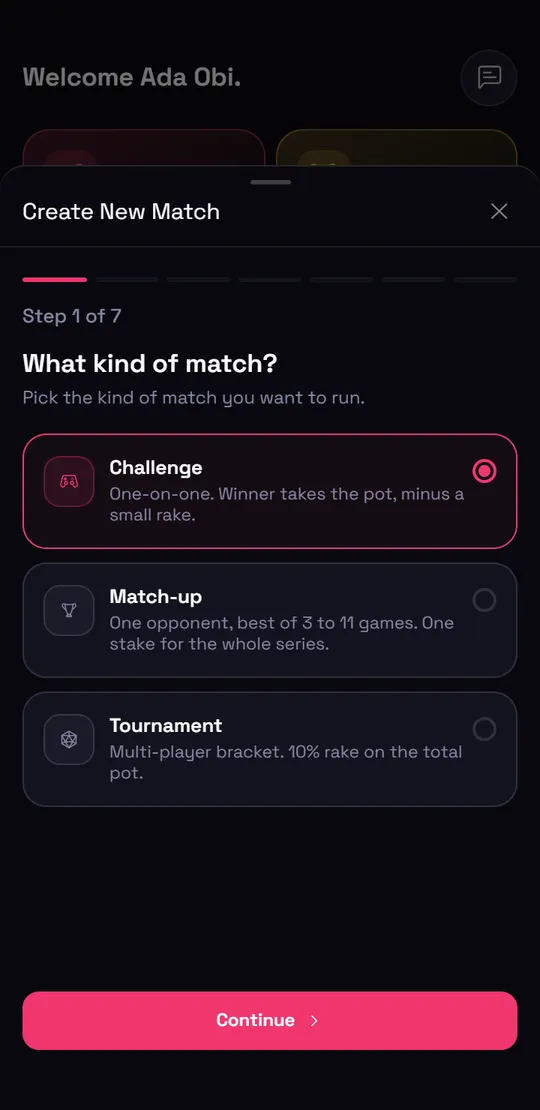 Welcome Ada Obi.
Create New Match
Step 1 of 7
What kind of match?
Pick the kind of match you want to run.
Challenge
One-on-one. Winner takes the pot, minus a
small rake.
Match-up
One opponent, best of 3 to 11 games. One
stake for the whole series.
Tournament
Multi-player bracket. 10% rake on the total
pot.
Continue